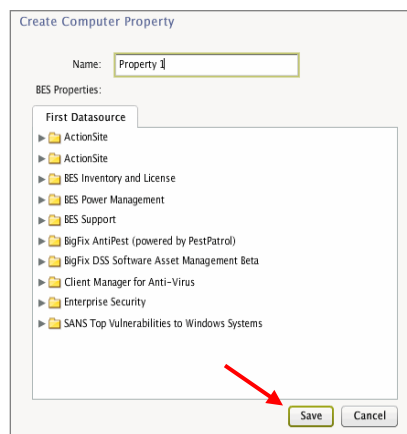 Create Computer Property
Name: Property 1
BES Properties:
First Datasource
ActionSite
ActionSite
BES Inventory and License
BES Power Management
BES Support
BigFix AntiPest (powered by PestPatrol)
BigFix DSS Software Asset Management Beta
Client Manager for Anti-Virus
Enterprise Security
SANS Top Vulnerabilities to Windows Systems
Save Cancel